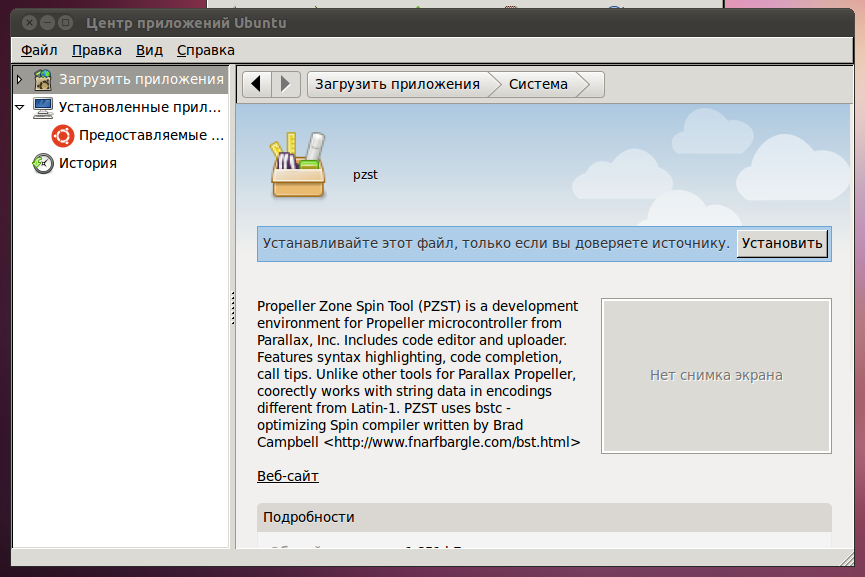 Центр приложений Ubuntu
Файл Правка Вид Справка
Загрузить приложения
Установленные прил...
Предоставляемые ...
История
Загрузить приложения Система
pzst
Устанавливайте этот файл, только если вы доверяете источнику. Установить
Propeller Zone Spin Tool (PZST) is a development
environment for Propeller microcontroller from
Parallax, Inc. Includes code editor and uploader.
Features syntax highlighting, code completion,
call tips. Unlike other tools for Parallax Propeller,
coorectly works with string data in encodings
different from Latin-1. PZST uses bstc -
optimizing Spin compiler written by Brad
Campbell <http://www.fnarfbargle.com/bst.html>
Нет снимка экрана
Веб-сайт
Подробности